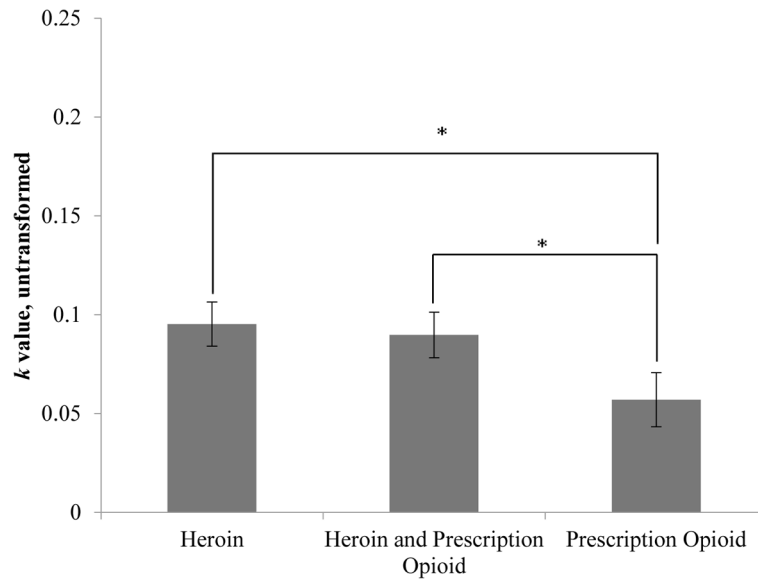 0.25
0.2
0.15
0.1
0.05
0
k value, untransformed
*
*
Heroin
Heroin and Prescription
Opioid
Prescription Opioid